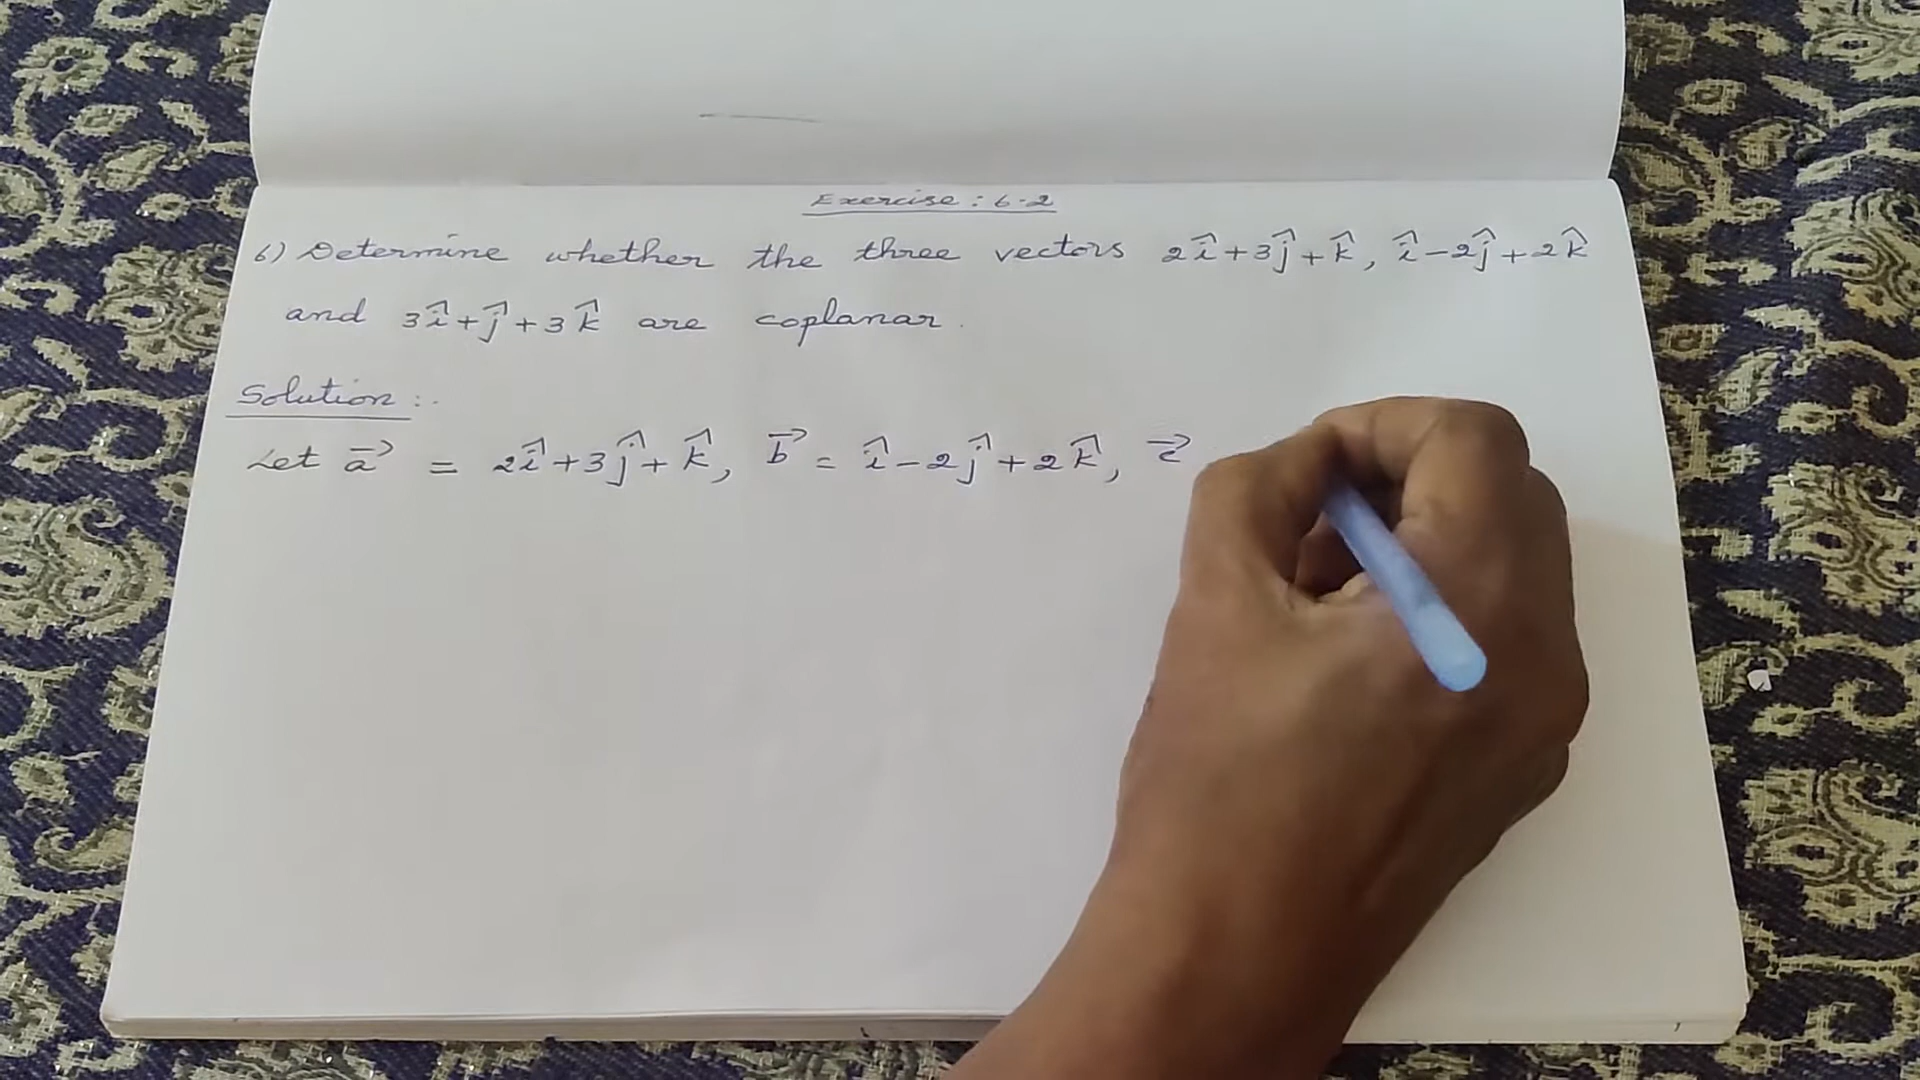 Exercise : 6.2
6) Determine whether the three vectors 2î+3ĵ+k̂, î-2ĵ+2k̂
and 3î+ĵ+3k̂ are coplanar.
Solution :-
Let a⃗ = 2î+3ĵ+k̂, b⃗ = î-2ĵ+2k̂, c⃗